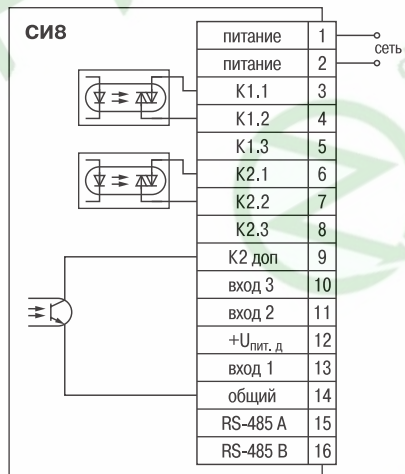 СИ8
питание 1
сеть
питание 2
К1.1 3
К1.2 4
К1.3 5
К2.1 6
К2.2 7
К2.3 8
К2 доп 9
вход 3 10
вход 2 11
+Uпит. д 12
вход 1 13
общий 14
RS-485 A 15
RS-485 B 16